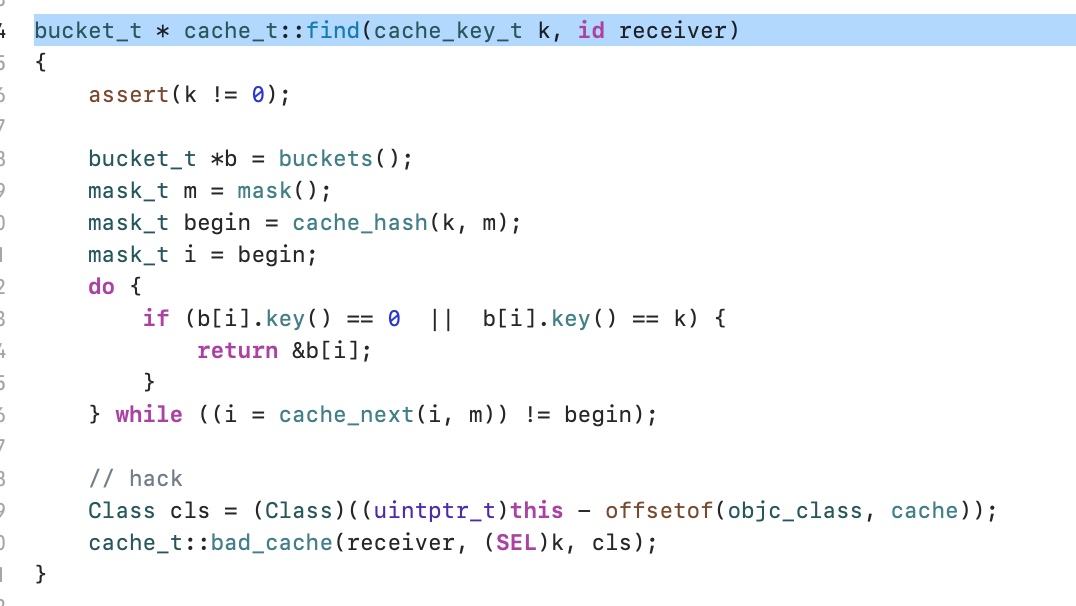 bucket_t * cache_t::find(cache_key_t k, id receiver)
{
    assert(k != 0);

    bucket_t *b = buckets();
    mask_t m = mask();
    mask_t begin = cache_hash(k, m);
    mask_t i = begin;
    do {
        if (b[i].key() == 0  ||  b[i].key() == k) {
            return &b[i];
        }
    } while ((i = cache_next(i, m)) != begin);

    // hack
    Class cls = (Class)((uintptr_t)this - offsetof(objc_class, cache));
    cache_t::bad_cache(receiver, (SEL)k, cls);
}